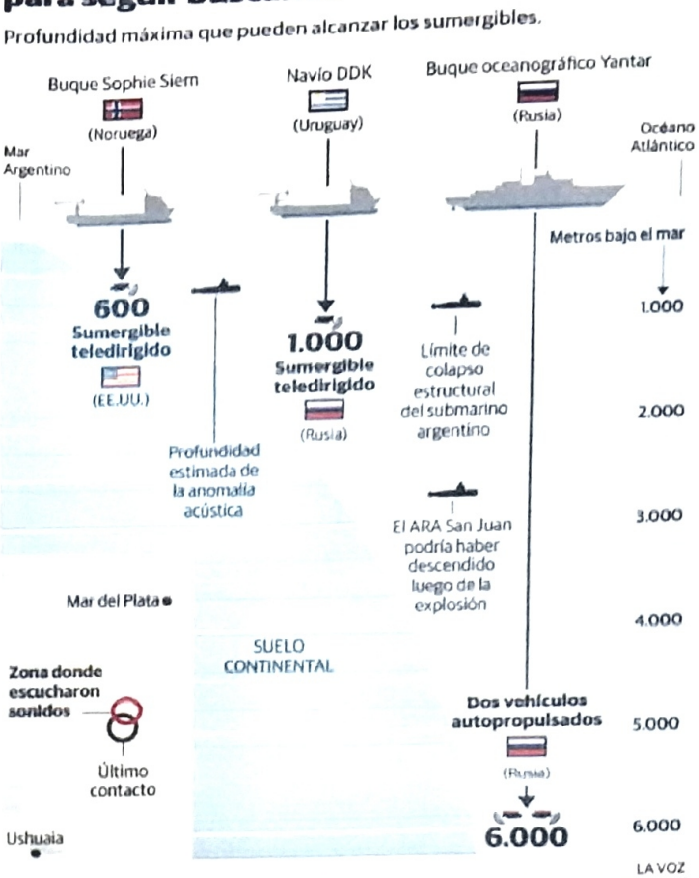 para seguir
Profundidad máxima que pueden alcanzar los sumergibles.
Buque Sophie Siem
(Noruega)
Navío DDK
(Uruguay)
Buque oceanográfico Yantar
(Rusia)
Mar
Argentino
Océano
Atlántico
Metros bajo el mar
600
Sumergible
teledirigido
(EE.UU.)
Profundidad
estimada de
la anomalía
acústica
1.000
Sumergible
teledirigido
(Rusia)
Límite de
colapso
estructural
del submarino
argentino
El ARA San Juan
podría haber
descendido
luego de la
explosión
1.000
2.000
3.000
4.000
5.000
6.000
Mar del Plata
SUELO
CONTINENTAL
Zona donde
escucharon
sonidos
Último
contacto
Ushuaia
Dos vehículos
autopropulsados
(Rusia)
6.000
LA VOZ